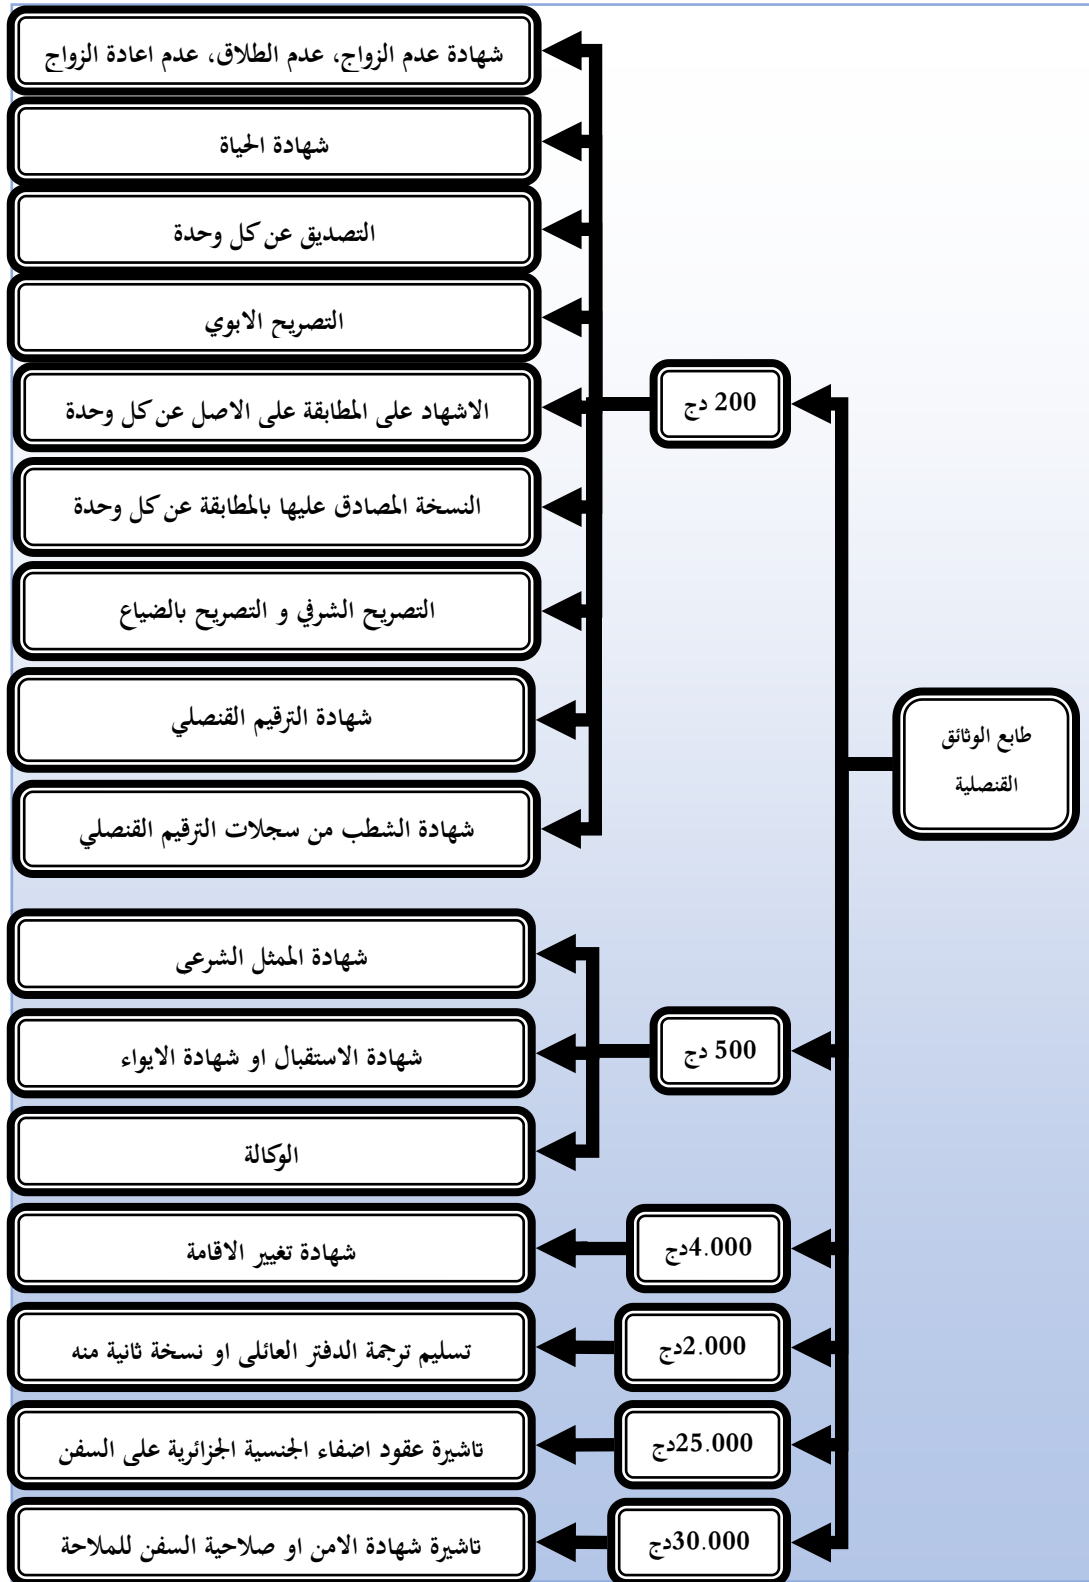 طابع الوثائق
القنصلية
200 دج
شهادة عدم الزواج، عدم الطلاق، عدم اعادة الزواج
شهادة الحياة
التصديق عن كل وحدة
التصريح الابوي
الاشهاد على المطابقة على الاصل عن كل وحدة
النسخة المصادق عليها بالمطابقة عن كل وحدة
التصريح الشرفي و التصريح بالضياع
شهادة الترقيم القنصلي
شهادة الشطب من سجلات الترقيم القنصلي
500 دج
شهادة الممثل الشرعي
شهادة الاستقبال او شهادة الايواء
الوكالة
4.000دج
شهادة تغيير الاقامة
2.000دج
تسليم ترجمة الدفتر العائلي او نسخة ثانية منه
25.000دج
تاشيرة عقود اضفاء الجنسية الجزائرية على السفن
30.000دج
تاشيرة شهادة الامن او صلاحية السفن للملاحة